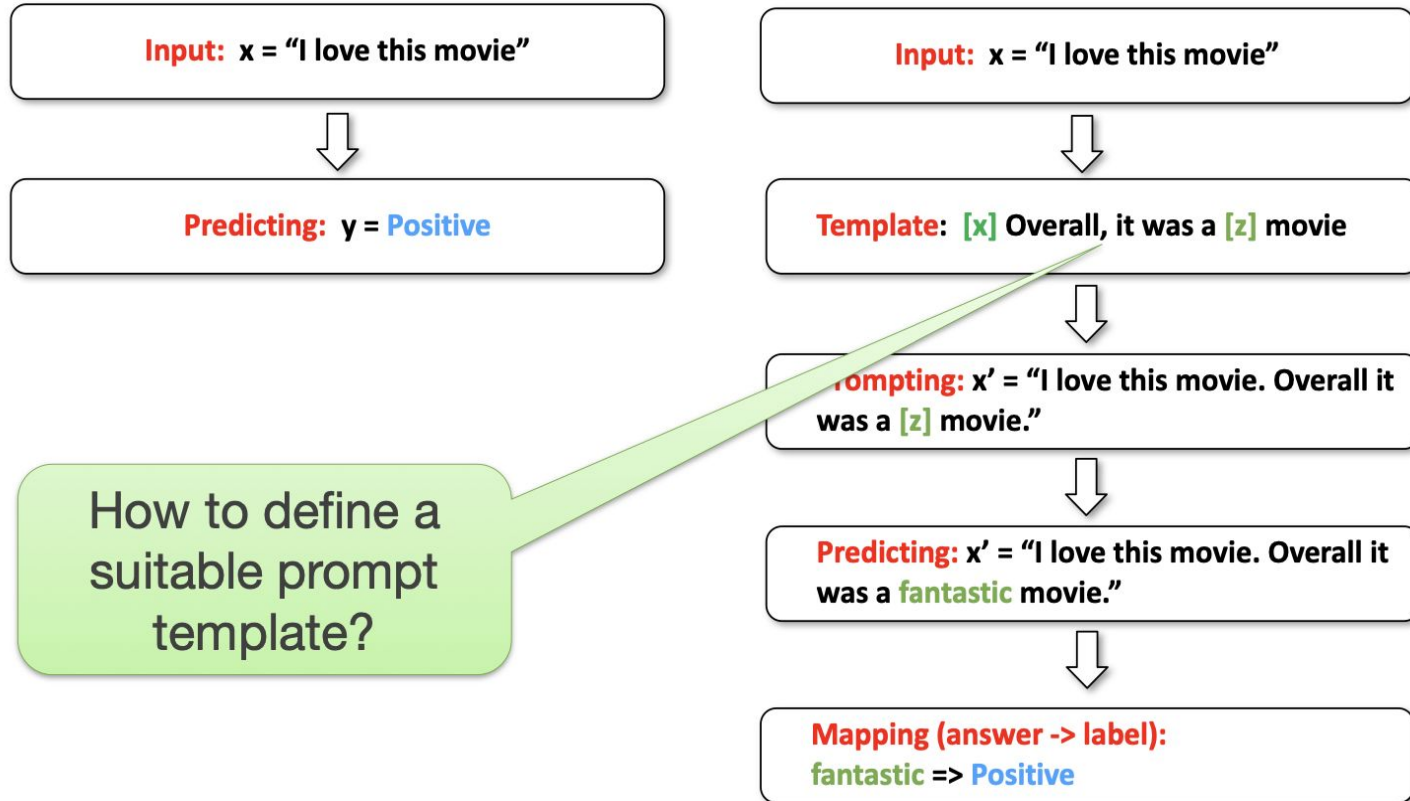 Input: x = “I love this movie”
Predicting: y = Positive
How to define a
suitable prompt
template?
Input: x = “I love this movie”
Template: [x] Overall, it was a [z] movie
ompting: x’ = “I love this movie. Overall it
was a [z] movie.”
Predicting: x’ = “I love this movie. Overall it
was a fantastic movie.”
Mapping (answer -> label):
fantastic => Positive